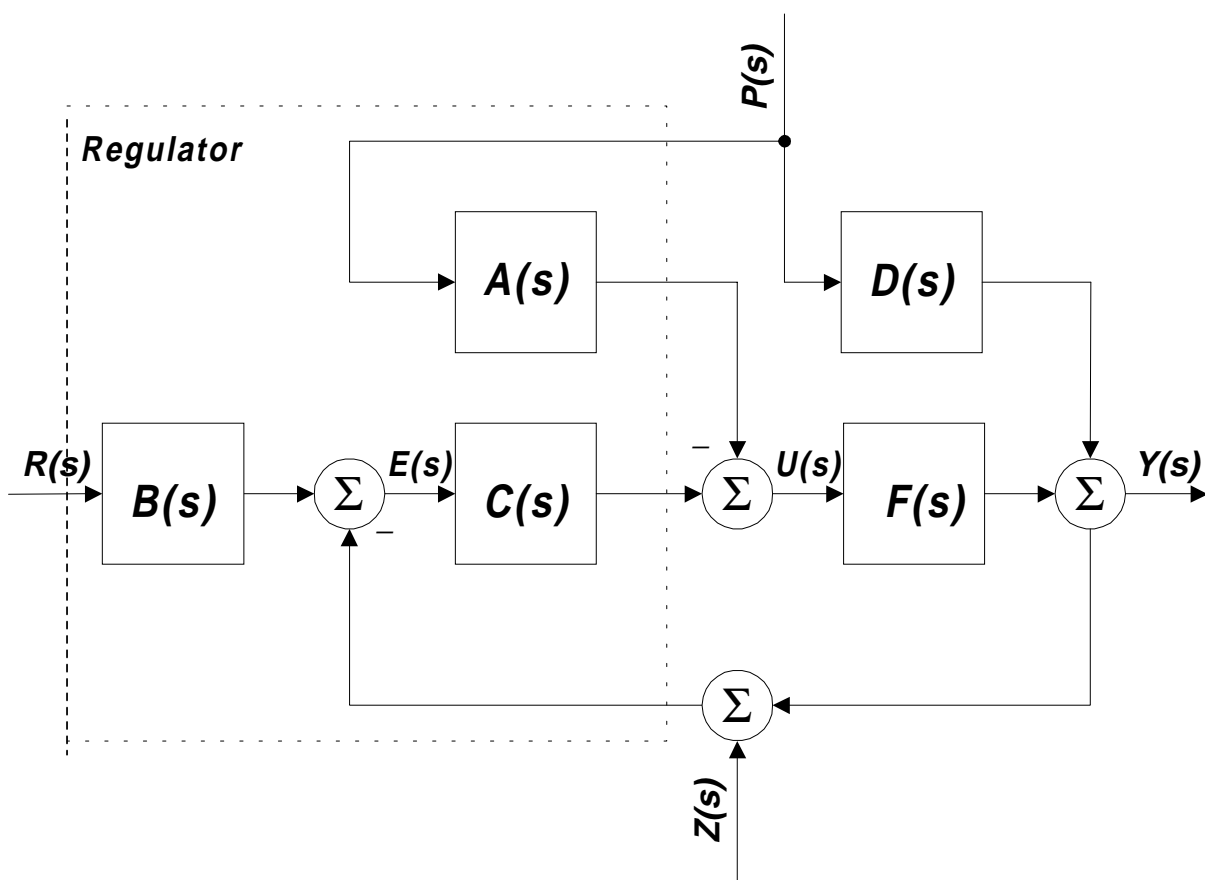 P(s)
Regulator
A(s)
D(s)
R(s)
B(s)
Σ
–
E(s)
C(s)
–
Σ
U(s)
F(s)
Σ
Y(s)
Σ
Z(s)